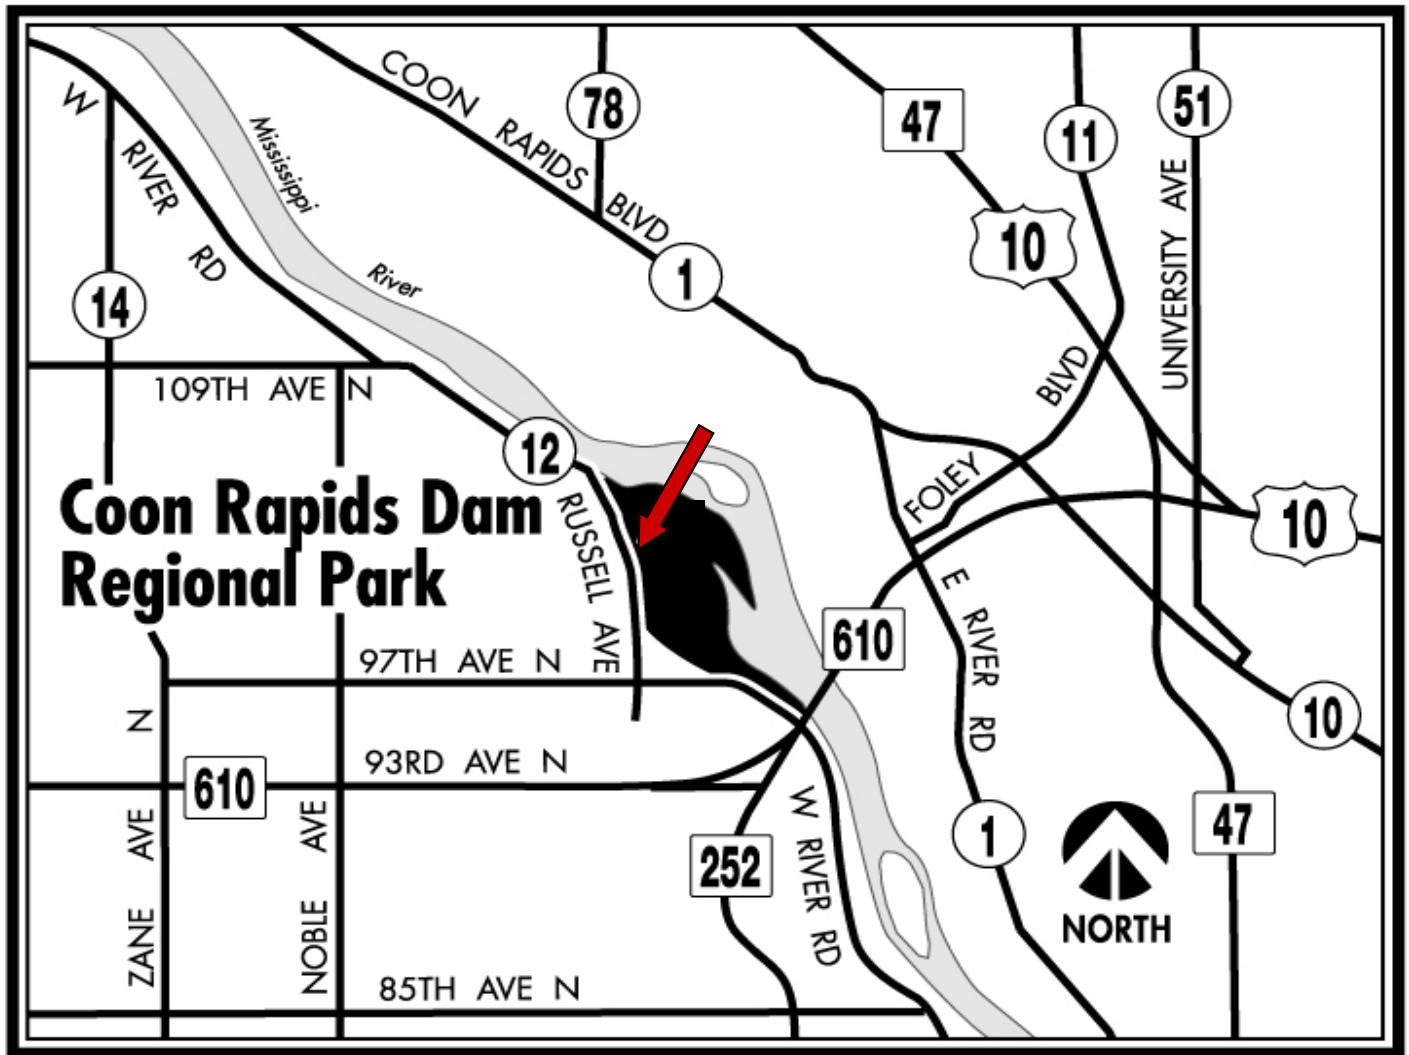 W RIVER RD
Mississippi
River
COON RAPIDS BLVD
78
47
11
51
10
1
UNIVERSITY AVE
14
109TH AVE N
12
BLVD
FOLEY
Coon Rapids Dam
Regional Park
RUSSELL AVE
10
E RIVER RD
610
97TH AVE N
N
10
93RD AVE N
610
ZANE AVE
NOBLE AVE
W RIVER RD
252
1
47
NORTH
85TH AVE N